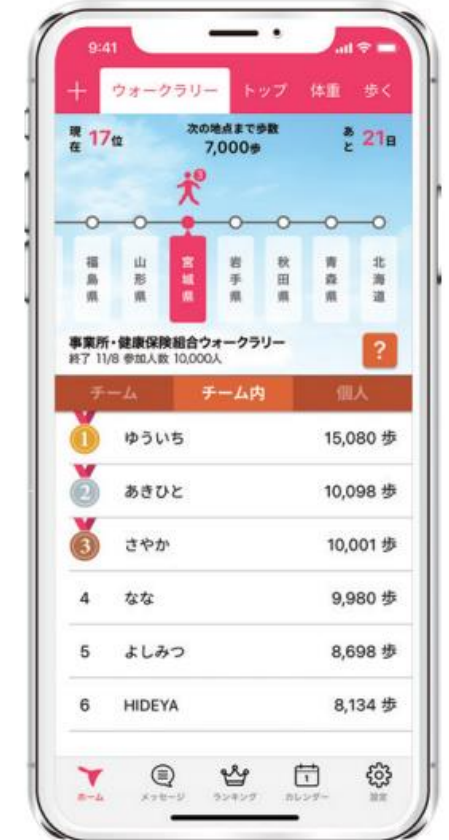 9:41
ウォークラリー トップ 体重 歩く
現在 17位
次の地点まで歩数
7,000歩
あと 21日
3
福島県
山形県
宮城県
岩手県
秋田県
青森県
北海道
事業所・健康保険組合ウォークラリー
終了 11/8 参加人数 10,000人
?
チーム チーム内 個人
1 ゆういち 15,080 歩
2 あきひと 10,098 歩
3 さやか 10,001 歩
4 なな 9,980 歩
5 よしみつ 8,698 歩
6 HIDEYA 8,134 歩
1
ホーム メッセージ ランキング カレンダー 設定